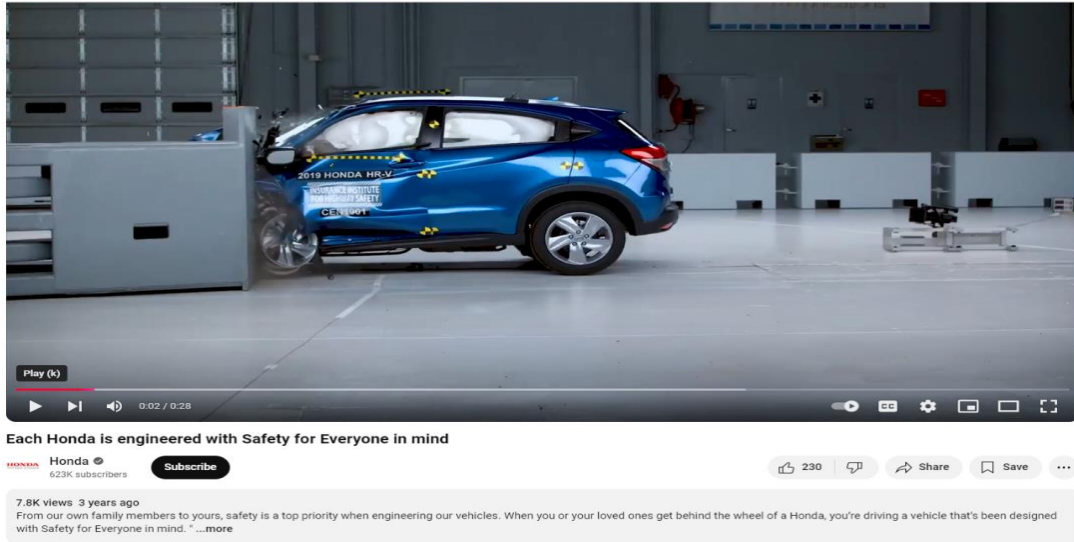 2019 HONDA HR-V
INSURANCE INSTITUTE
FOR HIGHWAY SAFETY
CEN1901
Play (k)
0:02 / 0:28
CC
Each Honda is engineered with Safety for Everyone in mind
HONDA
Honda
623K subscribers
Subscribe
230
Share
Save
...
7.8K views 3 years ago
From our own family members to yours, safety is a top priority when engineering our vehicles. When you or your loved ones get behind the wheel of a Honda, you're driving a vehicle that's been designed
with Safety for Everyone in mind. " ...more